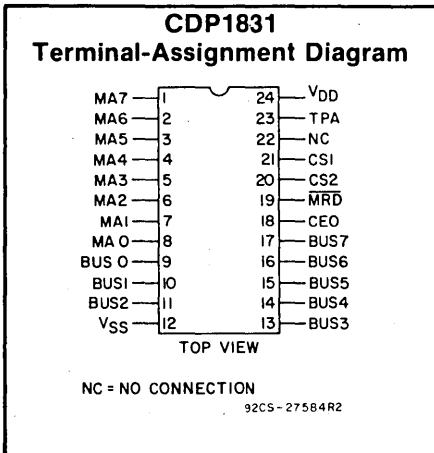 CDP1831
Terminal-Assignment Diagram
MA7 1 24 VDD
MA6 2 23 TPA
MA5 3 22 NC
MA4 4 21 CS1
MA3 5 20 CS2
MA2 6 19 MRD
MA1 7 18 CEO
MA0 8 17 BUS7
BUS 0 9 16 BUS6
BUS1 10 15 BUS5
BUS2 11 14 BUS4
VSS 12 13 BUS3
TOP VIEW
NC = NO CONNECTION
92CS-27584R2